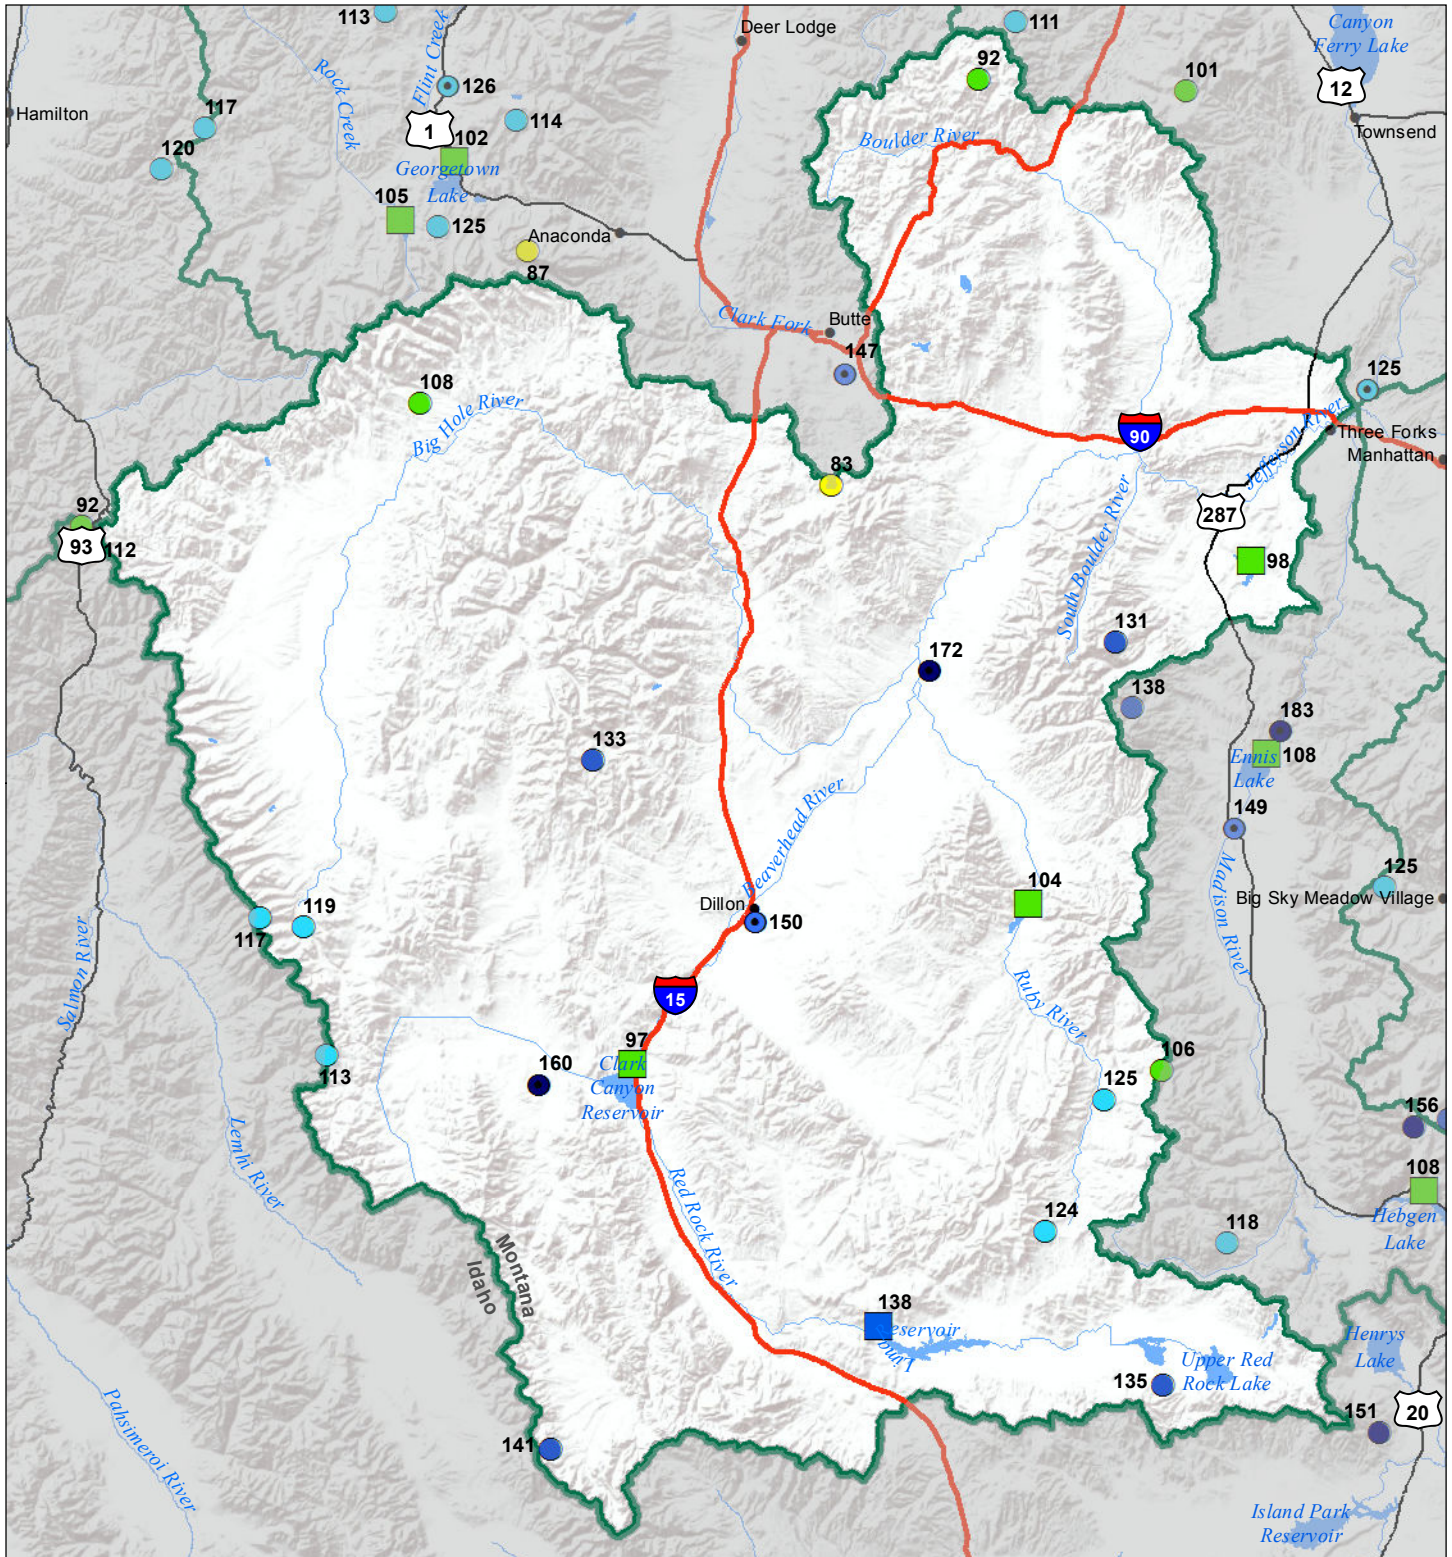 113
Deer Lodge
111
Canyon
Ferry Lake
Rock Creek
Flint Creek
126
92
101
12
Hamilton
117
114
1
102
Boulder River
Townsend
120
Georgetown
Lake
105
125
Anaconda
87
Clark Fork
Butte
147
125
108
Big Hole River
90
Jefferson River
Three Forks
Manhattan
83
92
93
112
287
98
South Boulder River
131
172
138
183
133
Ennis
Lake
108
Beaverhead River
149
Madison River
125
104
Big Sky Meadow Village
Dillon
150
119
117
Salmon River
15
Ruby River
97
Clark
Canyon
Reservoir
160
113
106
125
156
Lemhi River
Red Rock River
108
Hebgen
Lake
124
118
Montana
Idaho
138
Reservoir
Henrys
Lake
Upper Red
Rock Lake
135
20
151
141
Pahsimeroi River
Island Park
Reservoir